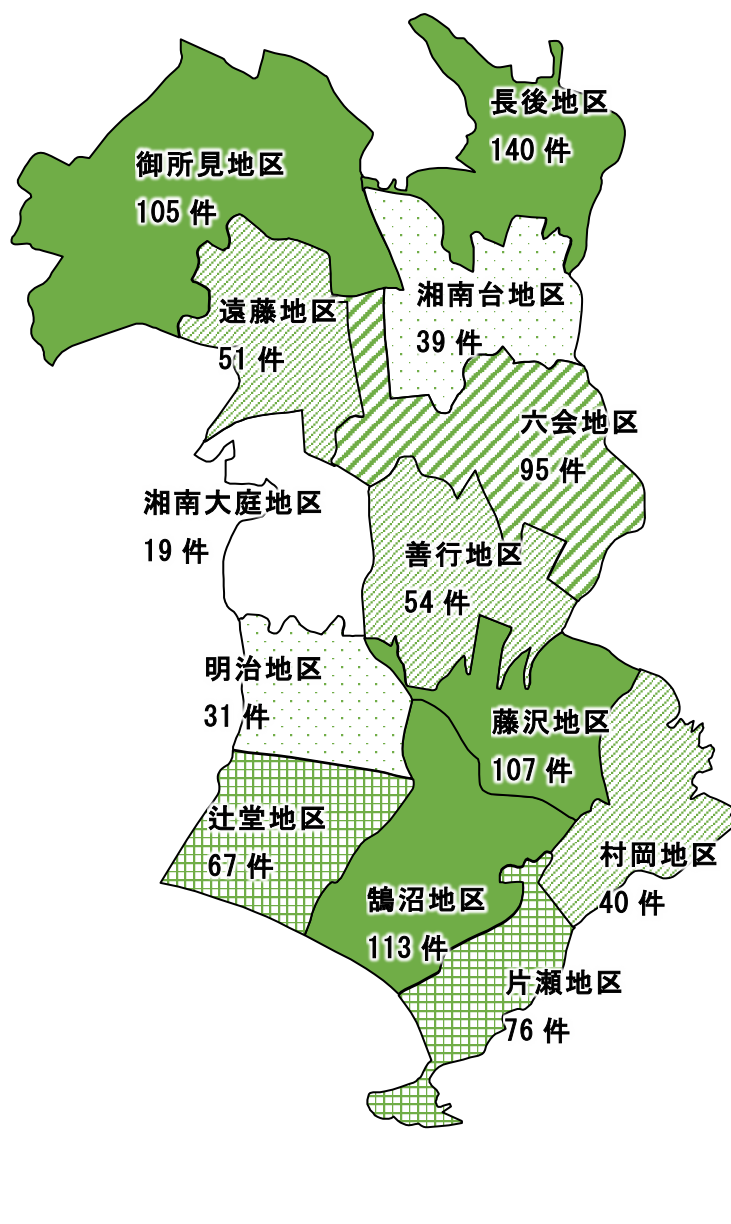 長後地区
140 件
御所見地区
105 件
湘南台地区
39 件
遠藤地区
51 件
六会地区
95 件
湘南大庭地区
19 件
善行地区
54 件
明治地区
31 件
藤沢地区
107 件
辻堂地区
67 件
村岡地区
40 件
鵠沼地区
113 件
片瀬地区
76 件